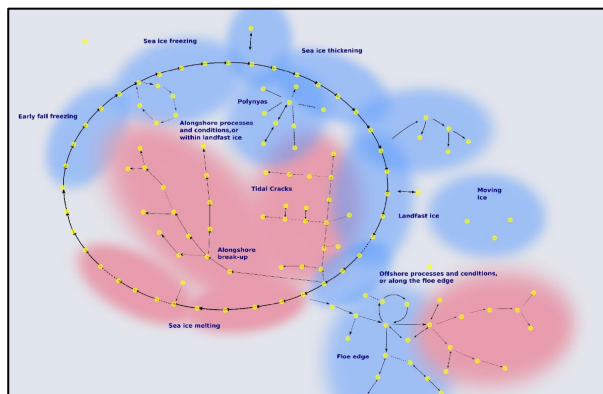 Sea ice freezing
Sea ice thickening
Early fall freezing
Polynyas
Alongshore processes
and conditions,or
within landfast ice
Tidal Cracks
Moving
Ice
Landfast ice
Alongshore
break-up
Offshore processes and conditions,
or along the floe edge
Sea ice melting
Floe edge